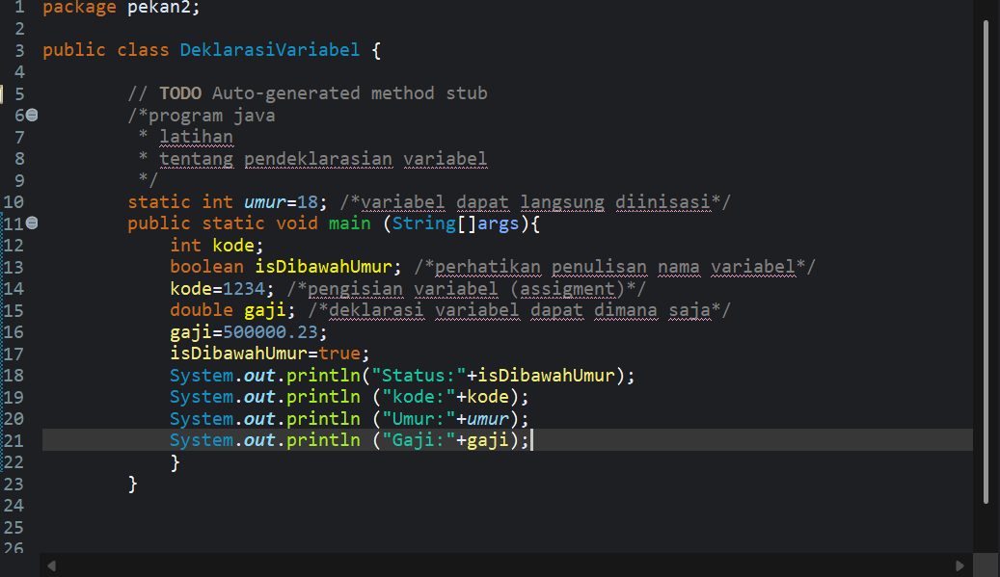 1 package pekan2;
2
3 public class DeklarasiVariabel {
4
5 // TODO Auto-generated method stub
6 /*program java
7 * latihan
8 * tentang pendeklarasian variabel
9 */
10 static int umur=18; /*variabel dapat langsung diinisasi*/
11 public static void main (String[]args){
12 int kode;
13 boolean isDibawahUmur; /*perhatikan penulisan nama variabel*/
14 kode=1234; /*pengisian variabel (assigment)*/
15 double gaji; /*deklarasi variabel dapat dimana saja*/
16 gaji=500000.23;
17 isDibawahUmur=true;
18 System.out.println("Status:"+isDibawahUmur);
19 System.out.println ("kode:"+kode);
20 System.out.println ("Umur:"+umur);
21 System.out.println ("Gaji:"+gaji);
22 }
23 }
24
25
26